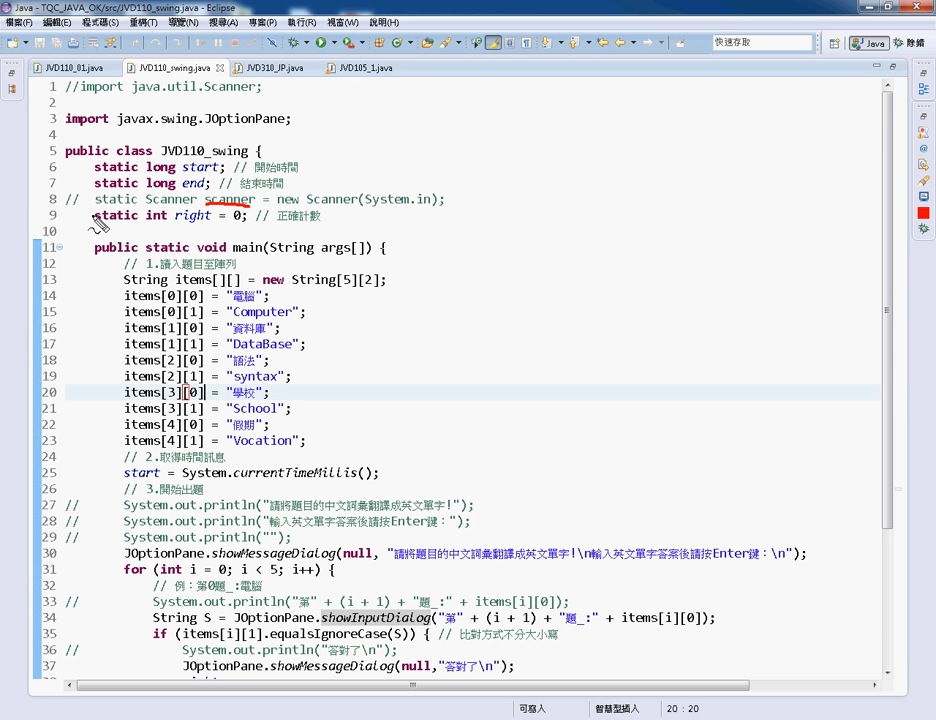 Java - TQC_JAVA_OK/src/JVD110_swing.java - Eclipse
檔案(F) 編輯(E) 程式碼(S) 重構(T) 導覽(N) 搜尋(A) 專案(P) 執行(R) 視窗(W) 說明(H)
快速存取 Java 除錯
JVD110_01.java JVD110_swing.java JVD310_JP.java JVD105_1.java
1 //import java.util.Scanner;
2
3 import javax.swing.JOptionPane;
4
5 public class JVD110_swing {
6 static long start; // 開始時間
7 static long end; // 結束時間
8 // static Scanner scanner = new Scanner(System.in);
9 static int right = 0; // 正確計數
10
11 public static void main(String args[]) {
12 // 1.讀入題目至陣列
13 String items[][] = new String[5][2];
14 items[0][0] = "電腦";
15 items[0][1] = "Computer";
16 items[1][0] = "資料庫";
17 items[1][1] = "DataBase";
18 items[2][0] = "語法";
19 items[2][1] = "syntax";
20 items[3][0] = "學校";
21 items[3][1] = "School";
22 items[4][0] = "假期";
23 items[4][1] = "Vocation";
24 // 2.取得時間訊息
25 start = System.currentTimeMillis();
26 // 3.開始出題
27 // System.out.println("請將題目的中文詞彙翻譯成英文單字!");
28 // System.out.println("輸入英文單字答案後請按Enter鍵：");
29 // System.out.println("");
30 JOptionPane.showMessageDialog(null, "請將題目的中文詞彙翻譯成英文單字!\n輸入英文單字答案後請按Enter鍵：\n");
31 for (int i = 0; i < 5; i++) {
32 // 例：第0題_:電腦
33 // System.out.println("第" + (i + 1) + "題_:" + items[i][0]);
34 String S = JOptionPane.showInputDialog("第" + (i + 1) + "題_:" + items[i][0]);
35 if (items[i][1].equalsIgnoreCase(S)) { // 比對方式不分大小寫
36 // System.out.println("答對了\n");
37 JOptionPane.showMessageDialog(null,"答對了\n");
可寫入 智慧型插入 20 : 20